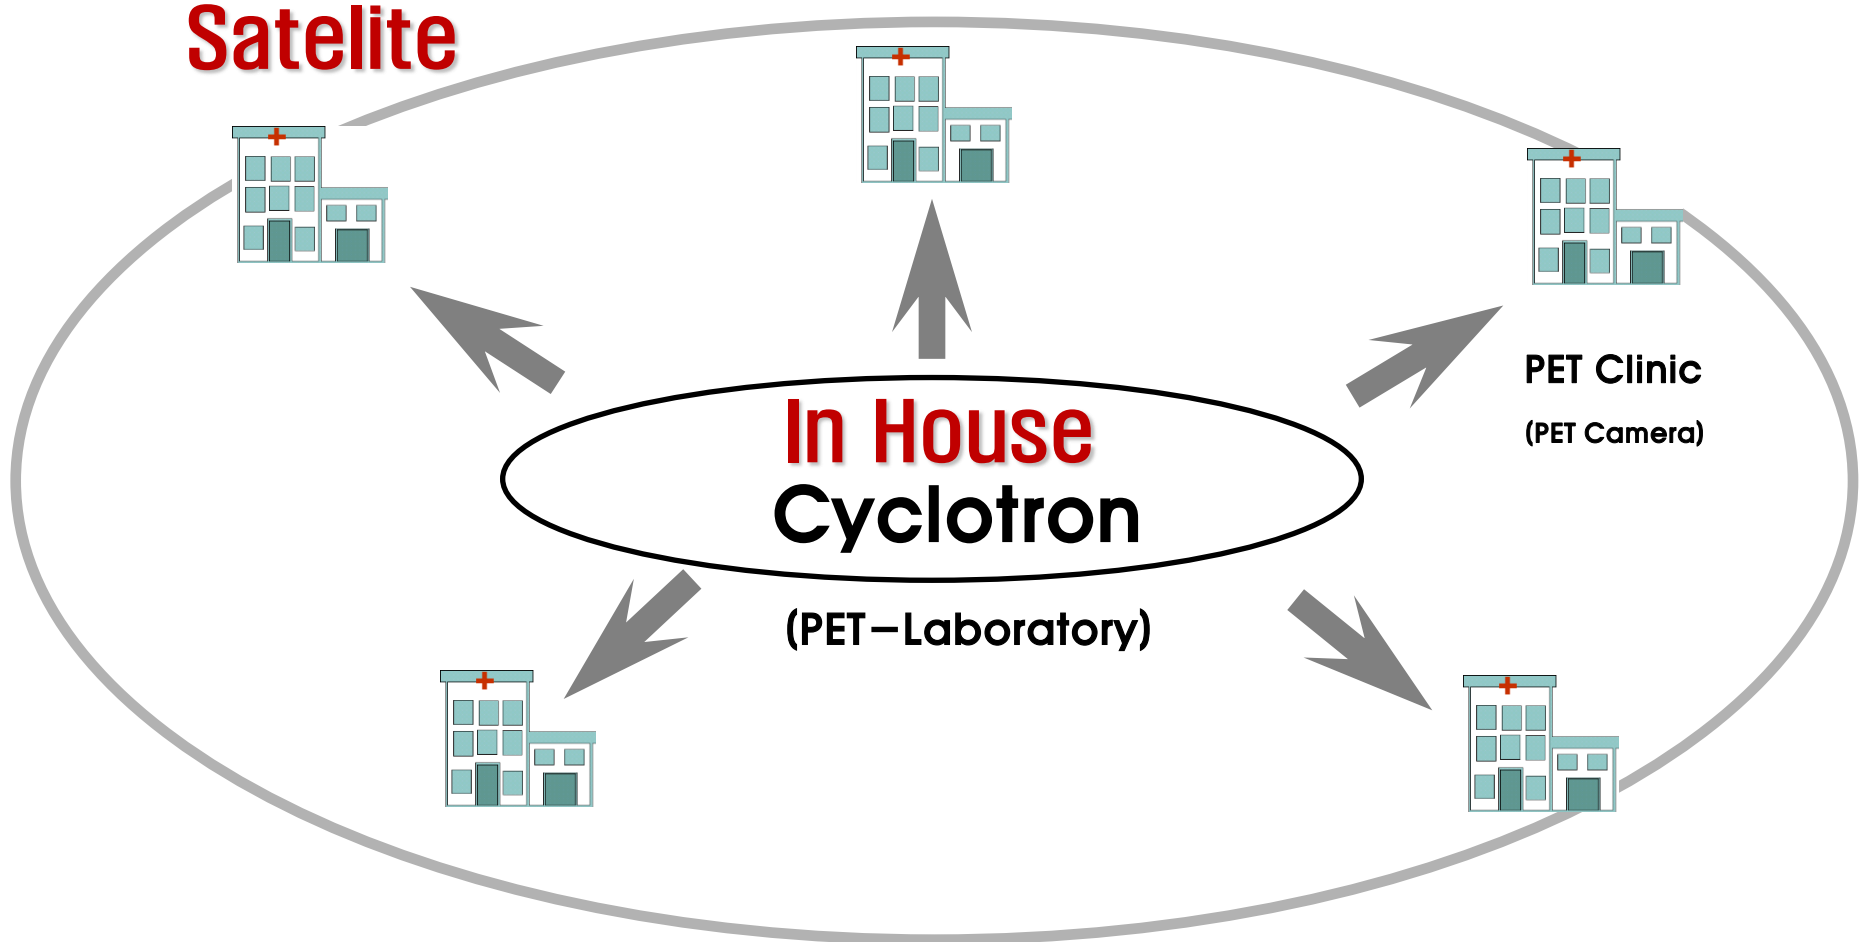 Satelite
PET Clinic
(PET Camera)
In House
Cyclotron
(PET-Laboratory)